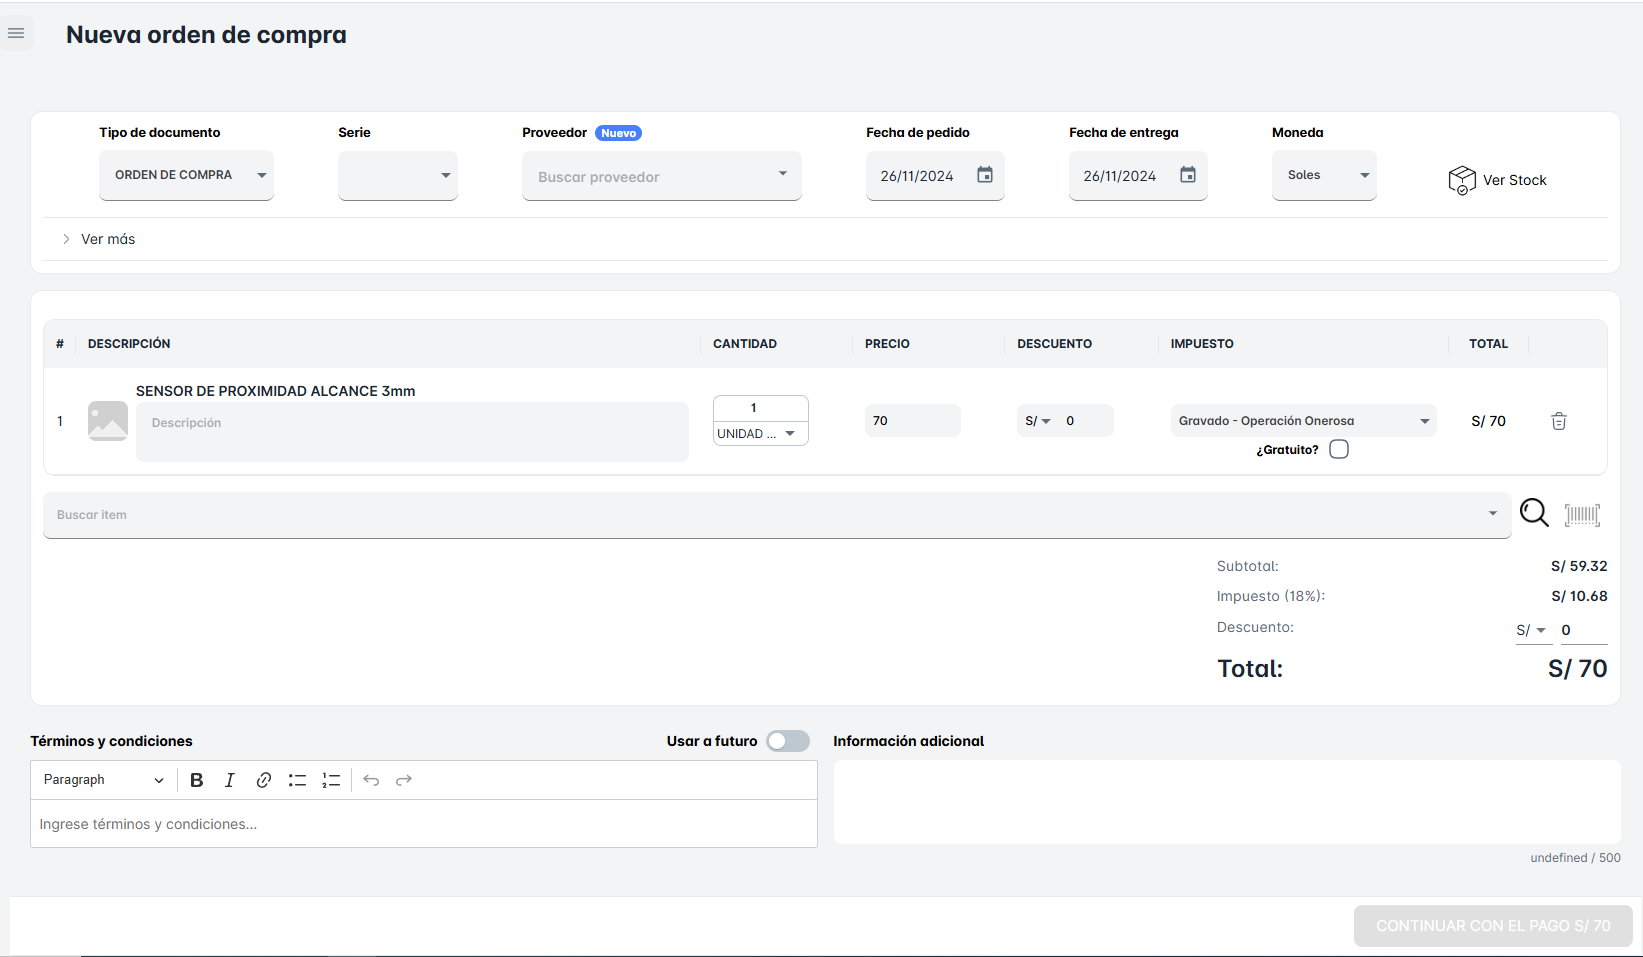 Nueva orden de compra
Tipo de documento
Serie
Proveedor Nuevo
Fecha de pedido
Fecha de entrega
Moneda
ORDEN DE COMPRA
Buscar proveedor
26/11/2024
26/11/2024
Soles
Ver Stock
Ver más
# DESCRIPCIÓN CANTIDAD PRECIO DESCUENTO IMPUESTO TOTAL
SENSOR DE PROXIMIDAD ALCANCE 3mm
1
Descripción
1
UNIDAD ...
70
S/ 0
Gravado - Operación Onerosa
S/ 70
¿Gratuito?
Buscar item
Subtotal: S/ 59.32
Impuesto (18%): S/ 10.68
Descuento: S/ 0
Total: S/ 70
Términos y condiciones
Usar a futuro
Información adicional
Paragraph
Ingrese términos y condiciones...
undefined / 500
CONTINUAR CON EL PAGO S/ 70